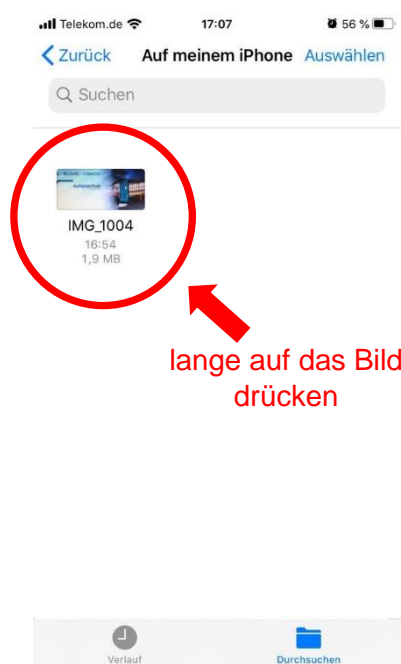 Telekom.de 17:07 56 %
Zurück Auf meinem iPhone Auswählen
Suchen
IMG_1004
16:54
1,9 MB
lange auf das Bild
drücken
Verlauf Durchsuchen